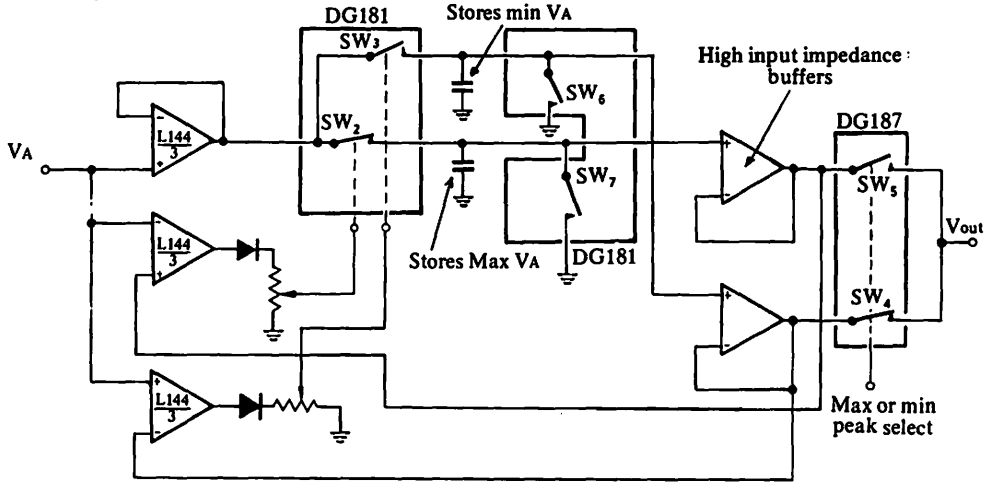 DG181
Stores min VA
SW3
SW6
High input impedance
buffers
L144
3
SW2
DG187
VA
SW7
SW5
L144
3
Stores Max VA
DG181
Vout
SW4
L144
3
Max or min
peak select